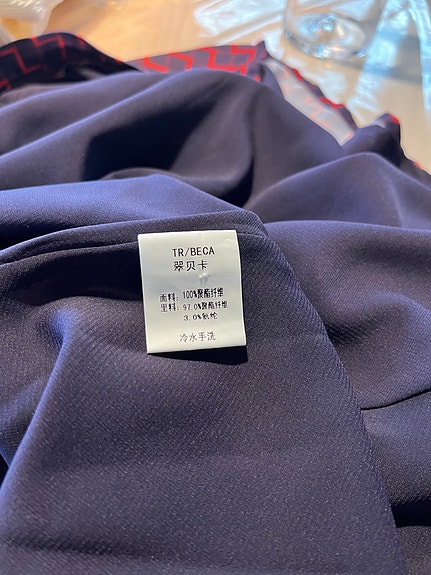 TR/BECA
翠贝卡
面料: 100%聚酯纤维
里料: 97.0%聚酯纤维
3.0%氨纶
冷水手洗